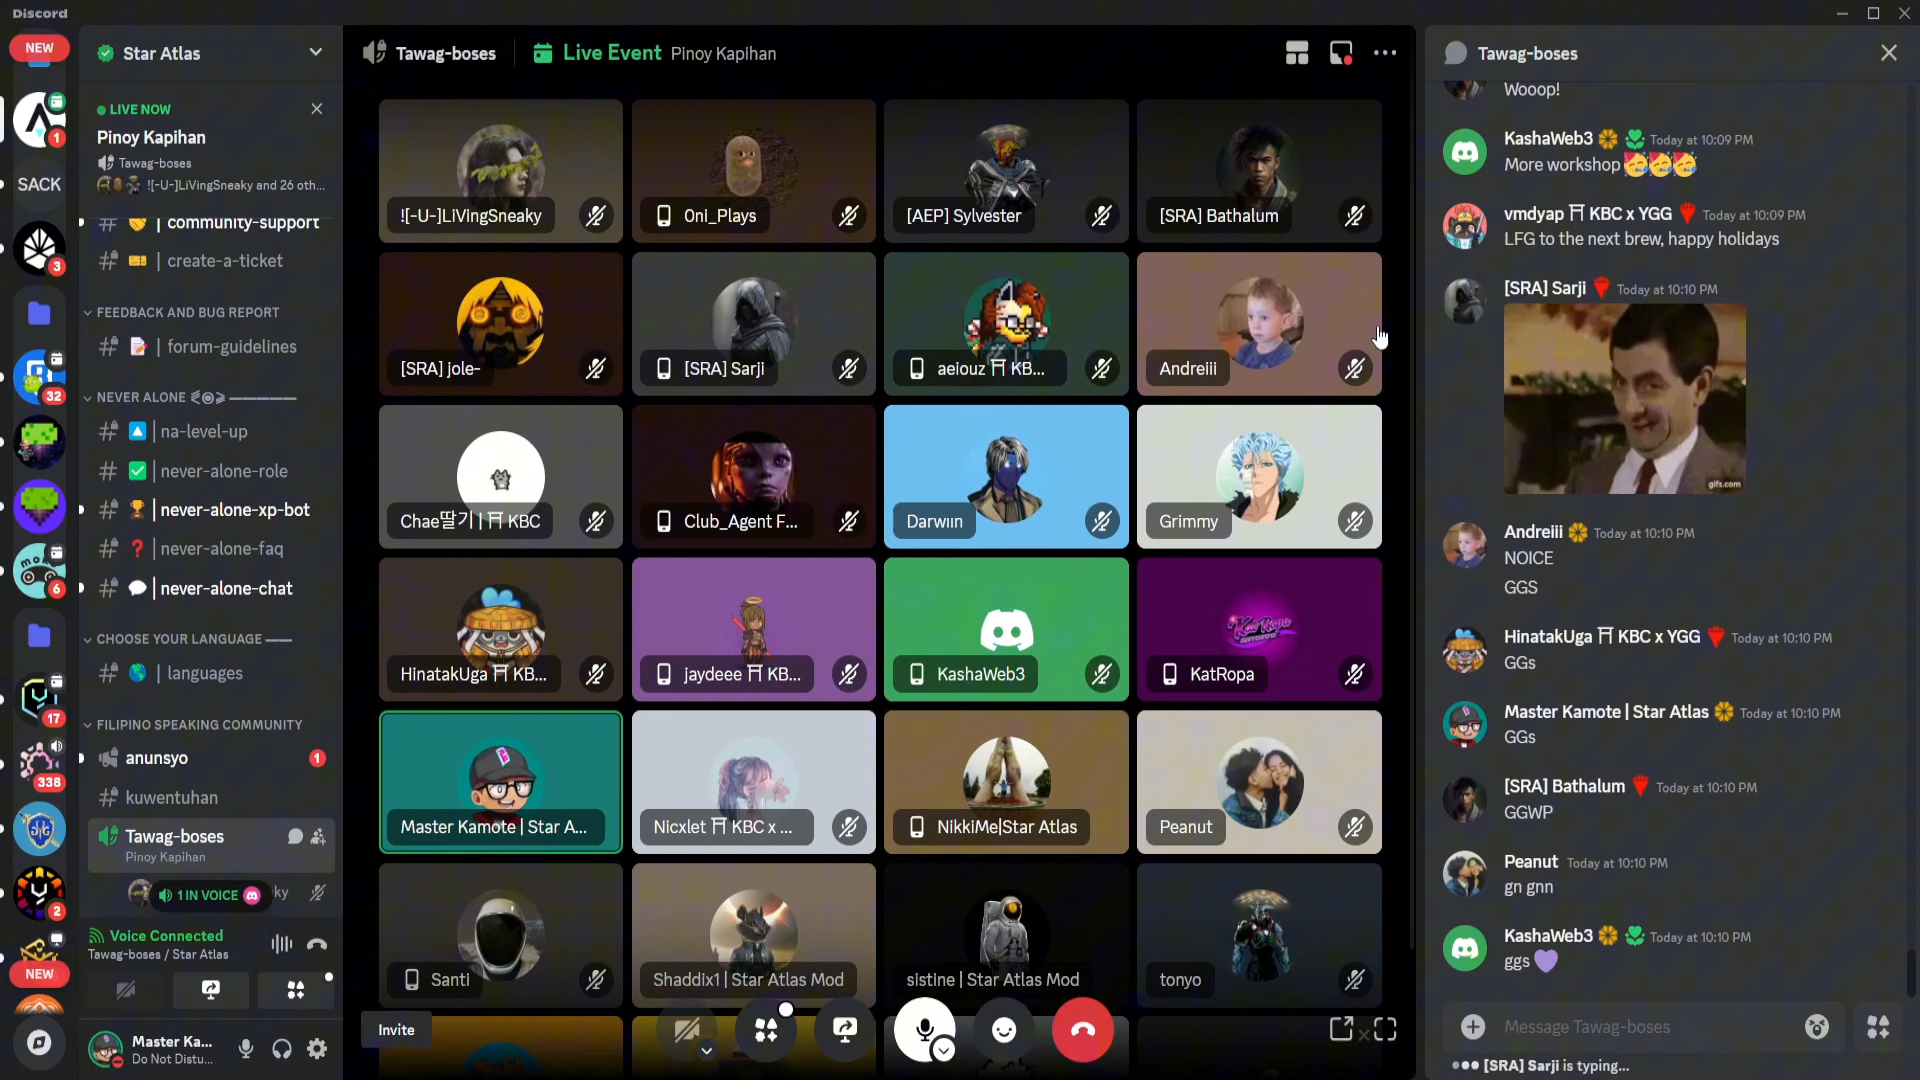 Discord
NEW
1
SACK
3
32
6
17
338
2
NEW
Star Atlas
LIVE NOW
Pinoy Kapihan
Tawag-boses
![-U-]LiVingSneaky and 26 oth...
community-support
create-a-ticket
FEEDBACK AND BUG REPORT
forum-guidelines
NEVER ALONE
na-level-up
never-alone-role
never-alone-xp-bot
never-alone-faq
never-alone-chat
CHOOSE YOUR LANGUAGE
languages
FILIPINO SPEAKING COMMUNITY
anunsyo 1
kuwentuhan
Tawag-boses
Pinoy Kapihan
1 IN VOICE ky
Voice Connected
Tawag-boses / Star Atlas
Master Ka...
Do Not Distu...
Tawag-boses Live Event Pinoy Kapihan
![-U-]LIVIngSneaky
0ni_Plays
[AEP] Sylvester
[SRA] Bathalum
[SRA] jole-
[SRA] Sarji
aeiouz ⛩ KB...
Andreiii
Chae딸기 | ⛩ KBC
Club_Agent F...
Darwıın
Grimmy
HinatakUga ⛩ KB...
jaydeee ⛩ KB...
KashaWeb3
KatRopa
Master Kamote | Star A...
Nicxlet ⛩ KBC x ...
NikkiMe|Star Atlas
Peanut
Santi
Shaddix1 | Star Atlas Mod
sistine | Star Atlas Mod
tonyo
Invite
Tawag-boses
Wooop!
KashaWeb3 Today at 10:09 PM
More workshop 🥳🥳🥳
vmdyap ⛩ KBC x YGG Today at 10:09 PM
LFG to the next brew, happy holidays
[SRA] Sarji Today at 10:10 PM
gifs.com
Andreiii Today at 10:10 PM
NOICE
GGS
HinatakUga ⛩ KBC x YGG Today at 10:10 PM
GGs
Master Kamote | Star Atlas Today at 10:10 PM
GGs
[SRA] Bathalum Today at 10:10 PM
GGWP
Peanut Today at 10:10 PM
gn gnn
KashaWeb3 Today at 10:10 PM
ggs 💜
Message Tawag-boses
[SRA] Sarji is typing...